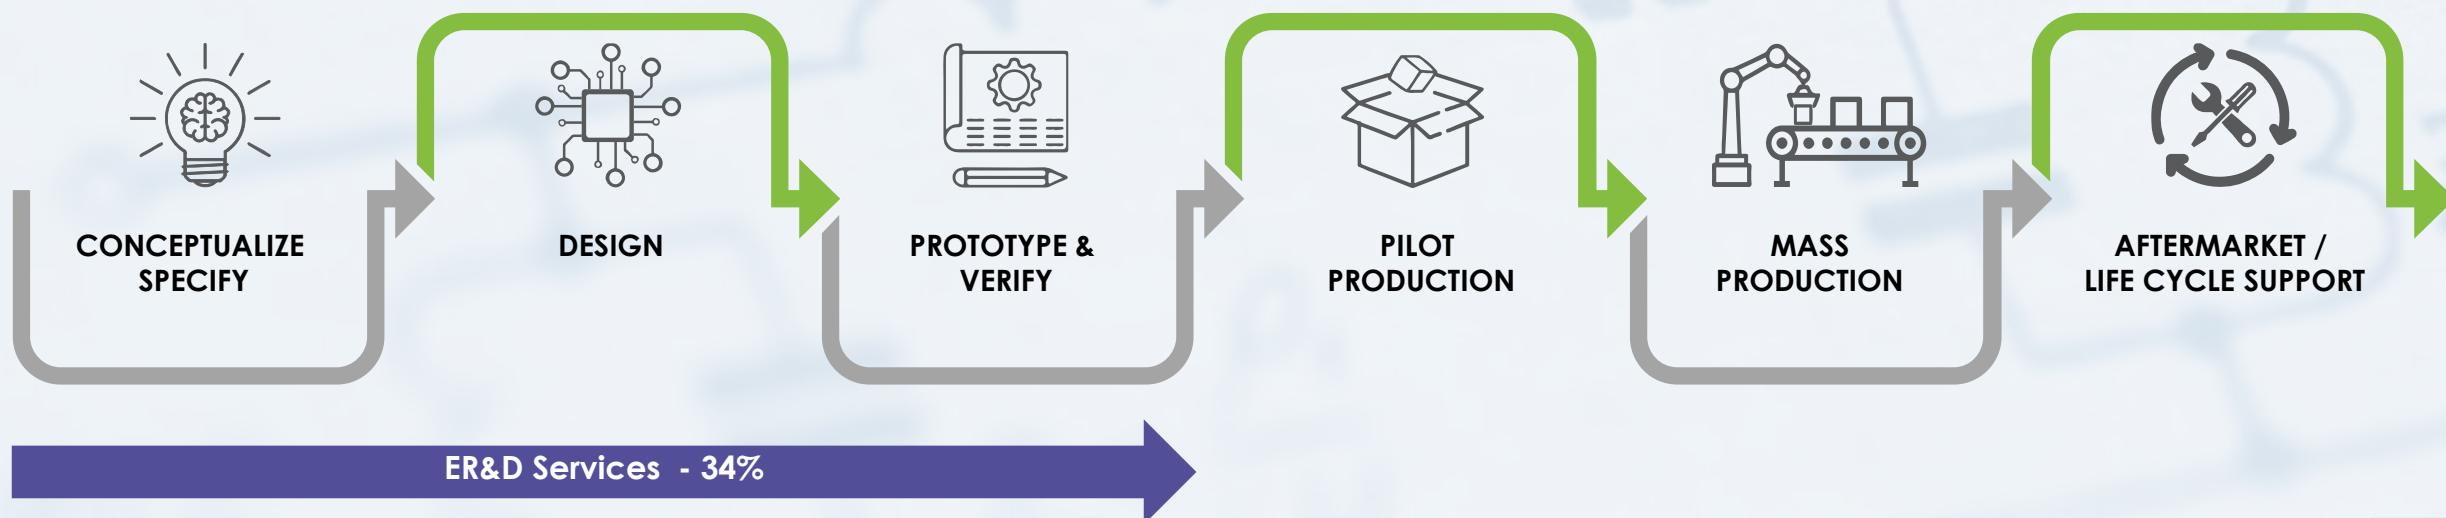 CONCEPTUALIZE
SPECIFY
DESIGN
PROTOTYPE &
VERIFY
PILOT
PRODUCTION
MASS
PRODUCTION
AFTERMARKET /
LIFE CYCLE SUPPORT
ER&D Services - 34%